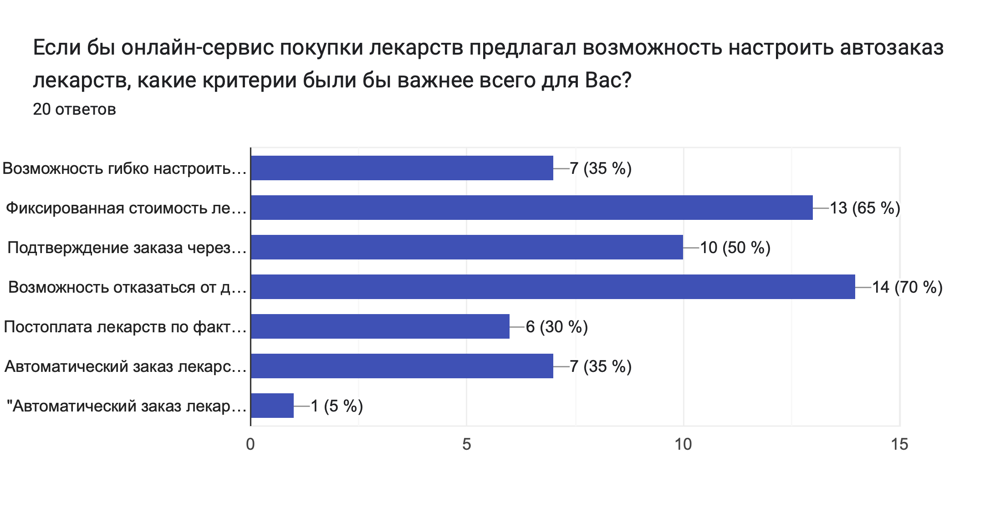 Если бы онлайн-сервис покупки лекарств предлагал возможность настроить автозаказ
лекарств, какие критерии были бы важнее всего для Вас?
20 ответов
Возможность гибко настроить… 7 (35 %)
Фиксированная стоимость ле… 13 (65 %)
Подтверждение заказа через… 10 (50 %)
Возможность отказаться от д… 14 (70 %)
Постоплата лекарств по факт… 6 (30 %)
Автоматический заказ лекарс… 7 (35 %)
"Автоматический заказ лекар… 1 (5 %)
0 5 10 15